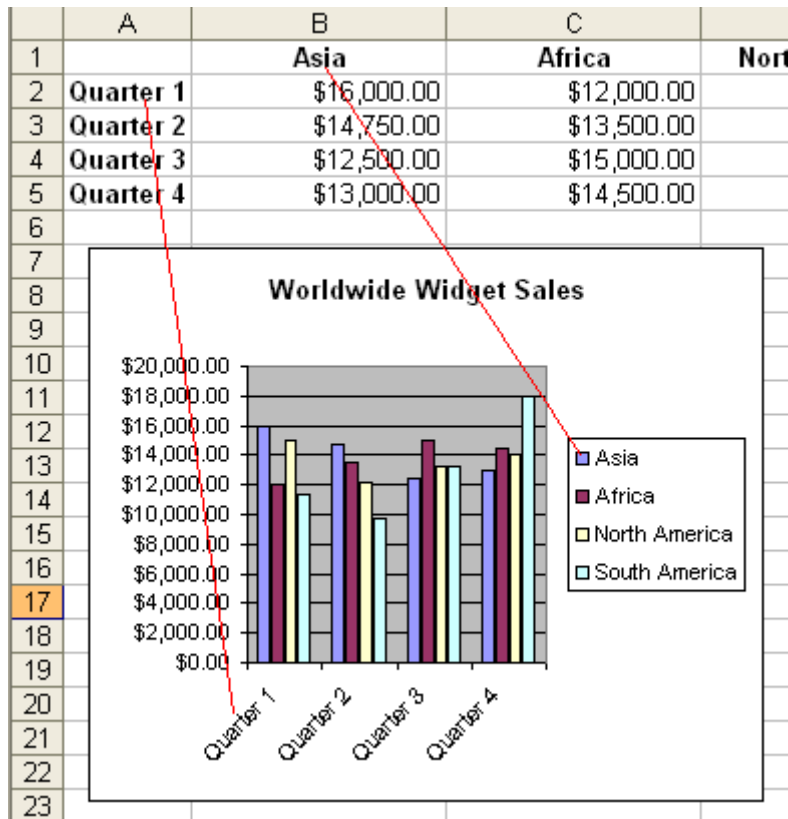 A B C
1 Asia Africa Nort
2 Quarter 1 $16,000.00 $12,000.00
3 Quarter 2 $14,750.00 $13,500.00
4 Quarter 3 $12,500.00 $15,000.00
5 Quarter 4 $13,000.00 $14,500.00
6
7
8
9
10
11
12
13
14
15
16
17
18
19
20
21
22
23
Worldwide Widget Sales
$20,000.00
$18,000.00
$16,000.00
$14,000.00
$12,000.00
$10,000.00
$8,000.00
$6,000.00
$4,000.00
$2,000.00
$0.00
Quarter 1
Quarter 2
Quarter 3
Quarter 4
Asia
Africa
North America
South America